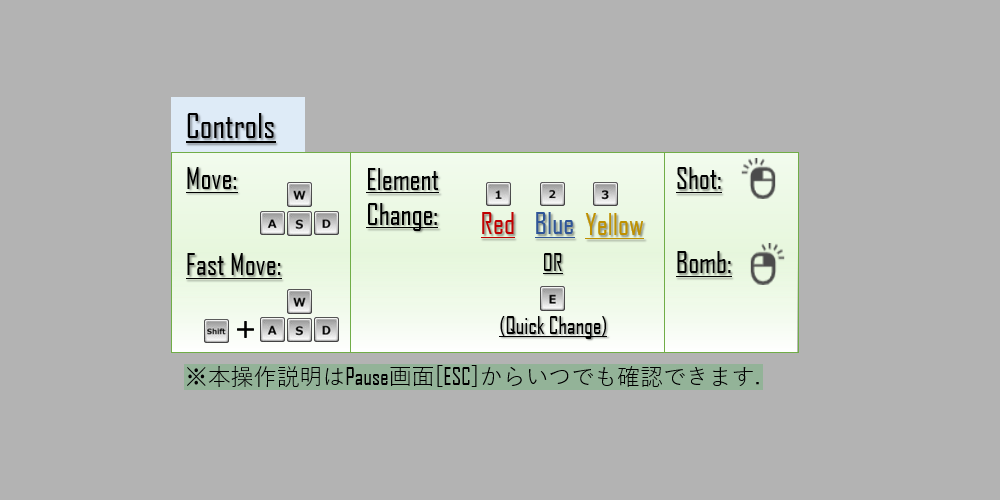 Controls
Move:
W
A S D
Fast Move:
W
Shift + A S D
Element
Change:
1 2 3
Red Blue Yellow
OR
E
(Quick Change)
Shot:
Bomb:
※本操作説明はPause画面[ESC]からいつでも確認できます.